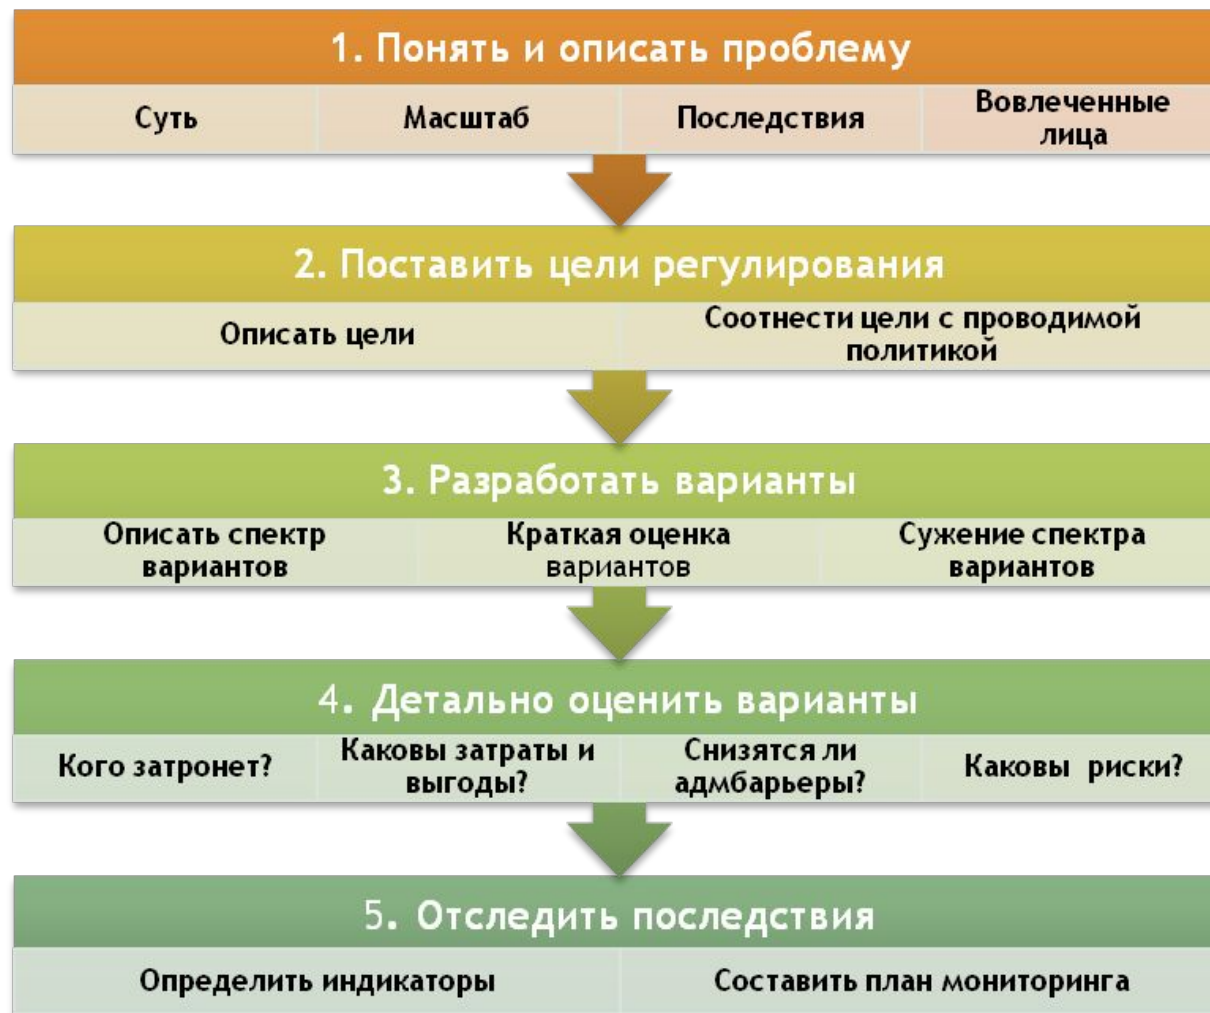 1. Понять и описать проблему
Суть
Масштаб
Последствия
Вовлеченные
лица
2. Поставить цели регулирования
Описать цели
Соотнести цели с проводимой
политикой
3. Разработать варианты
Описать спектр
вариантов
Краткая оценка
вариантов
Сужение спектра
вариантов
4. Детально оценить варианты
Кого затронет?
Каковы затраты и
выгоды?
Снизятся ли
адмбарьеры?
Каковы риски?
5. Отследить последствия
Определить индикаторы
Составить план мониторинга